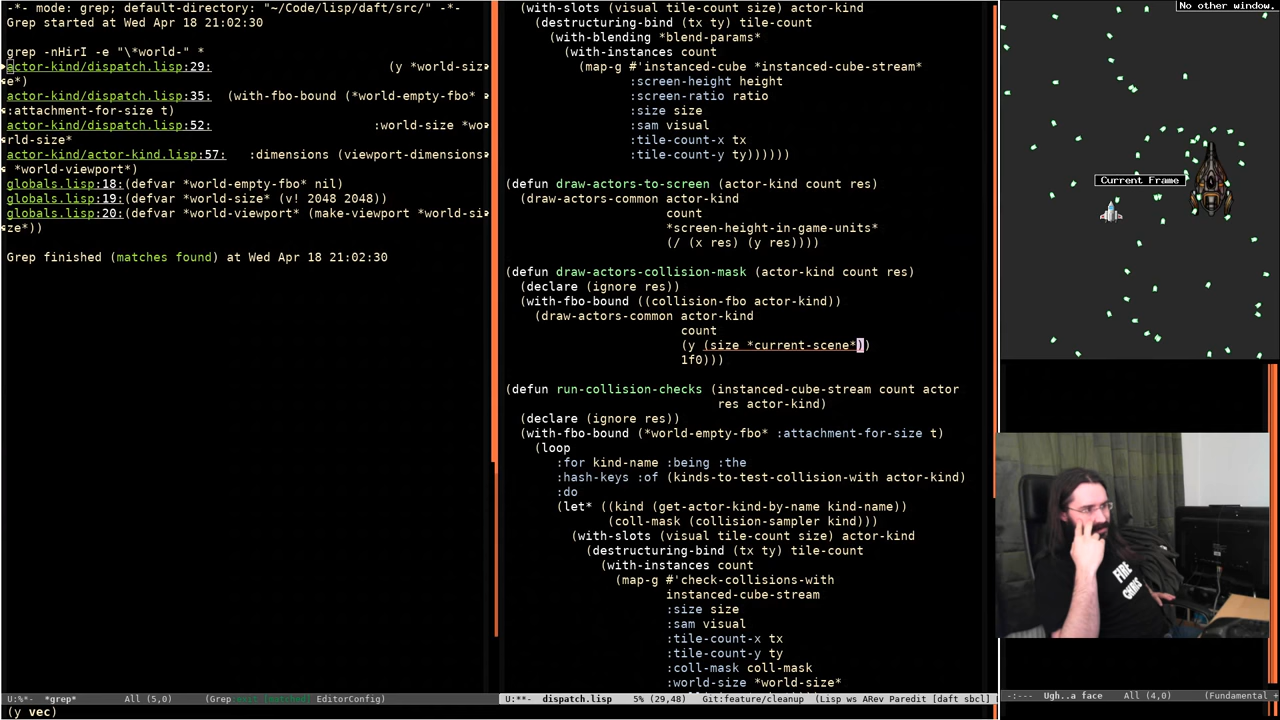 -*- mode: grep; default-directory: "~/Code/lisp/daft/src/" -*-
Grep started at Wed Apr 18 21:02:30
grep -nHirI -e "\*world-" *
actor-kind/dispatch.lisp:29:                        (y *world-siz
e*)
actor-kind/dispatch.lisp:35:  (with-fbo-bound (*world-empty-fbo*
:attachment-for-size t)
actor-kind/dispatch.lisp:52:                      :world-size *wo
rld-size*
actor-kind/actor-kind.lisp:57:   :dimensions (viewport-dimensions
 *world-viewport*)
globals.lisp:18:(defvar *world-empty-fbo* nil)
globals.lisp:19:(defvar *world-size* (v! 2048 2048))
globals.lisp:20:(defvar *world-viewport* (make-viewport *world-si
ze*))
Grep finished (matches found) at Wed Apr 18 21:02:30
U:%*-  *grep*       All (5,0)     (Grep:exit [matched] EditorConfig)
(y vec)
(with-slots (visual tile-count size) actor-kind
(destructuring-bind (tx ty) tile-count
(with-blending *blend-params*
(with-instances count
(map-g #'instanced-cube *instanced-cube-stream*
:screen-height height
:screen-ratio ratio
:size size
:sam visual
:tile-count-x tx
:tile-count-y ty))))))
(defun draw-actors-to-screen (actor-kind count res)
(draw-actors-common actor-kind
count
*screen-height-in-game-units*
(/ (x res) (y res))))
(defun draw-actors-collision-mask (actor-kind count res)
(declare (ignore res))
(with-fbo-bound ((collision-fbo actor-kind))
(draw-actors-common actor-kind
count
(y (size *current-scene*))
1f0)))
(defun run-collision-checks (instanced-cube-stream count actor
res actor-kind)
(declare (ignore res))
(with-fbo-bound (*world-empty-fbo* :attachment-for-size t)
(loop
:for kind-name :being :the
:hash-keys :of (kinds-to-test-collision-with actor-kind)
:do
(let* ((kind (get-actor-kind-by-name kind-name))
(coll-mask (collision-sampler kind)))
(with-slots (visual tile-count size) actor-kind
(destructuring-bind (tx ty) tile-count
(with-instances count
(map-g #'check-collisions-with
instanced-cube-stream
:size size
:sam visual
:tile-count-x tx
:tile-count-y ty
:coll-mask coll-mask
:world-size *world-size*
U:**-  dispatch.lisp    5% (29,48)   Git:feature/cleanup  (Lisp ws ARev Paredit [daft sbcl]
No other window.
Current Frame
FIRE
CHRIS
-:---  Ugh..a face   All (4,0)     (Fundamental +